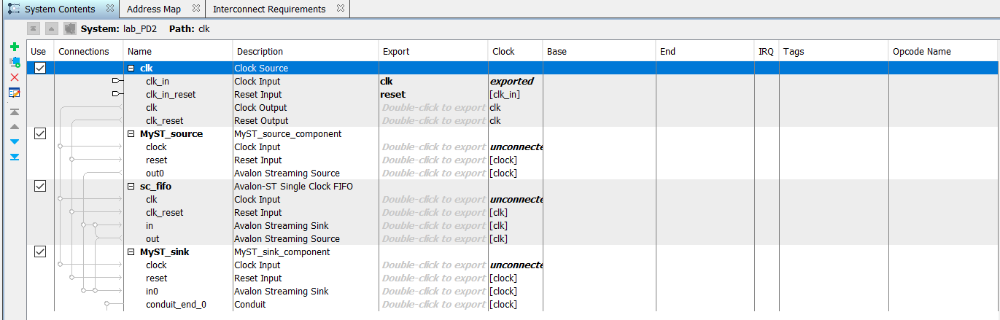 System Contents Address Map Interconnect Requirements
System: lab_PD2 Path: clk
Use Connections Name Description Export Clock Base End IRQ Tags Opcode Name
clk Clock Source
clk_in Clock Input clk exported
clk_in_reset Reset Input reset [clk_in]
clk Clock Output Double-click to export clk
clk_reset Reset Output Double-click to export clk
MyST_source MyST_source_component
clock Clock Input Double-click to export unconnecte
reset Reset Input Double-click to export [clock]
out0 Avalon Streaming Source Double-click to export [clock]
sc_fifo Avalon-ST Single Clock FIFO
clk Clock Input Double-click to export unconnecte
clk_reset Reset Input Double-click to export [clk]
in Avalon Streaming Sink Double-click to export [clk]
out Avalon Streaming Source Double-click to export [clk]
MyST_sink MyST_sink_component
clock Clock Input Double-click to export unconnecte
reset Reset Input Double-click to export [clock]
in0 Avalon Streaming Sink Double-click to export [clock]
conduit_end_0 Conduit Double-click to export [clock]